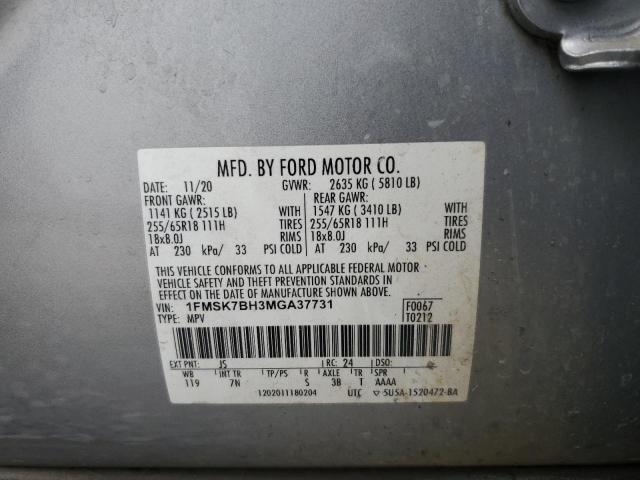 MFD. BY FORD MOTOR CO.
DATE: 11/20 GVWR: 2635 KG ( 5810 LB)
FRONT GAWR: REAR GAWR:
1141 KG ( 2515 LB) WITH 1547 KG ( 3410 LB) WITH
255/65R18 111H TIRES 255/65R18 111H TIRES
18x8.0J RIMS 18x8.0J RIMS
AT 230 kPa/ 33 PSI COLD AT 230 kPa/ 33 PSI COLD
THIS VEHICLE CONFORMS TO ALL APPLICABLE FEDERAL MOTOR
VEHICLE SAFETY AND THEFT PREVENTION STANDARDS IN
EFFECT ON THE DATE OF MANUFACTURE SHOWN ABOVE.
VIN: 1FMSK7BH3MGA37731 F0067
TYPE: MPV T0212
EXT PNT: JS RC: 24 DSO:
WB INT TR TP/PS R AXLE TR SPR
119 7N S 3B T AAAA
1202011180204 UTC ▽ 5U5A-1520472-BA